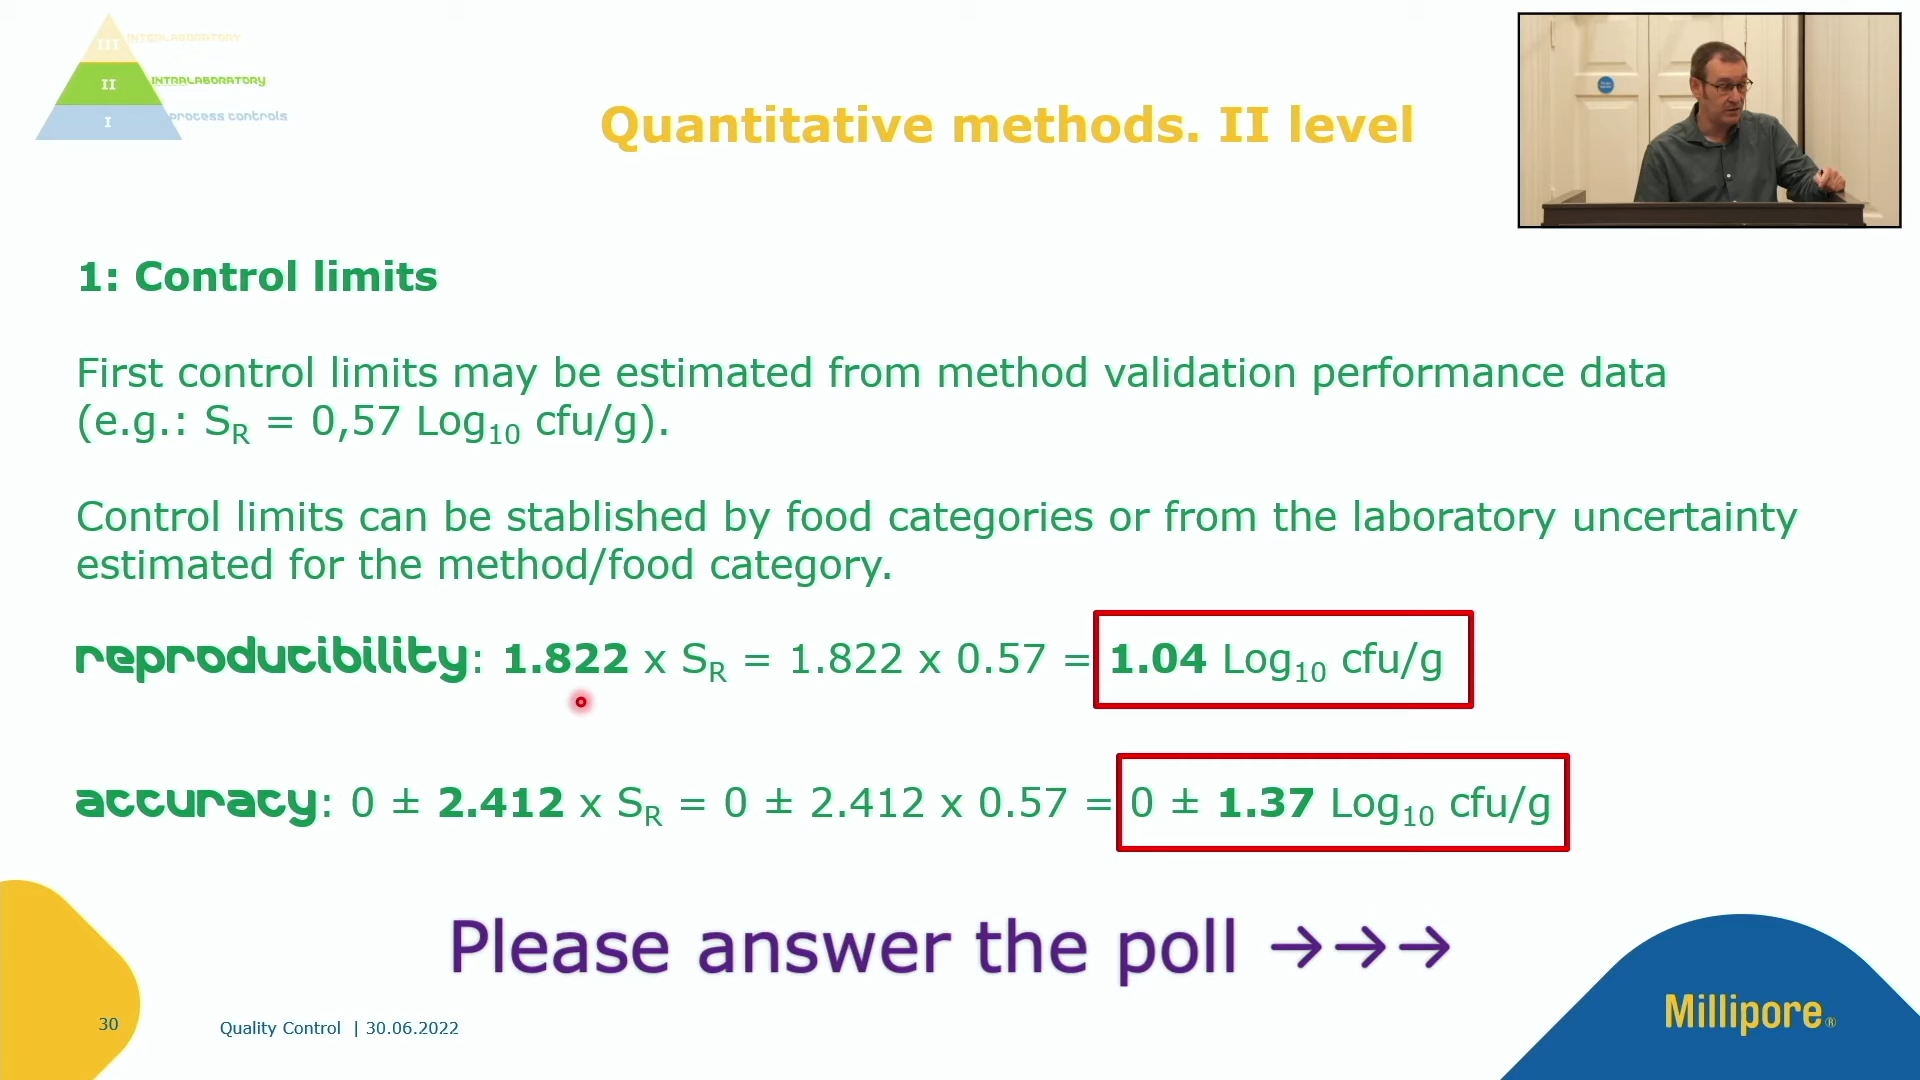 III INTERLABORATORY
II INTRALABORATORY
I process controls
Quantitative methods. II level
1: Control limits
First control limits may be estimated from method validation performance data
(e.g.: SR = 0,57 Log10 cfu/g).
Control limits can be stablished by food categories or from the laboratory uncertainty
estimated for the method/food category.
reproducibility: 1.822 x SR = 1.822 x 0.57 = 1.04 Log10 cfu/g
accuracy: 0 ± 2.412 x SR = 0 ± 2.412 x 0.57 = 0 ± 1.37 Log10 cfu/g
Please answer the poll →→→
30
Quality Control | 30.06.2022
Millipore®